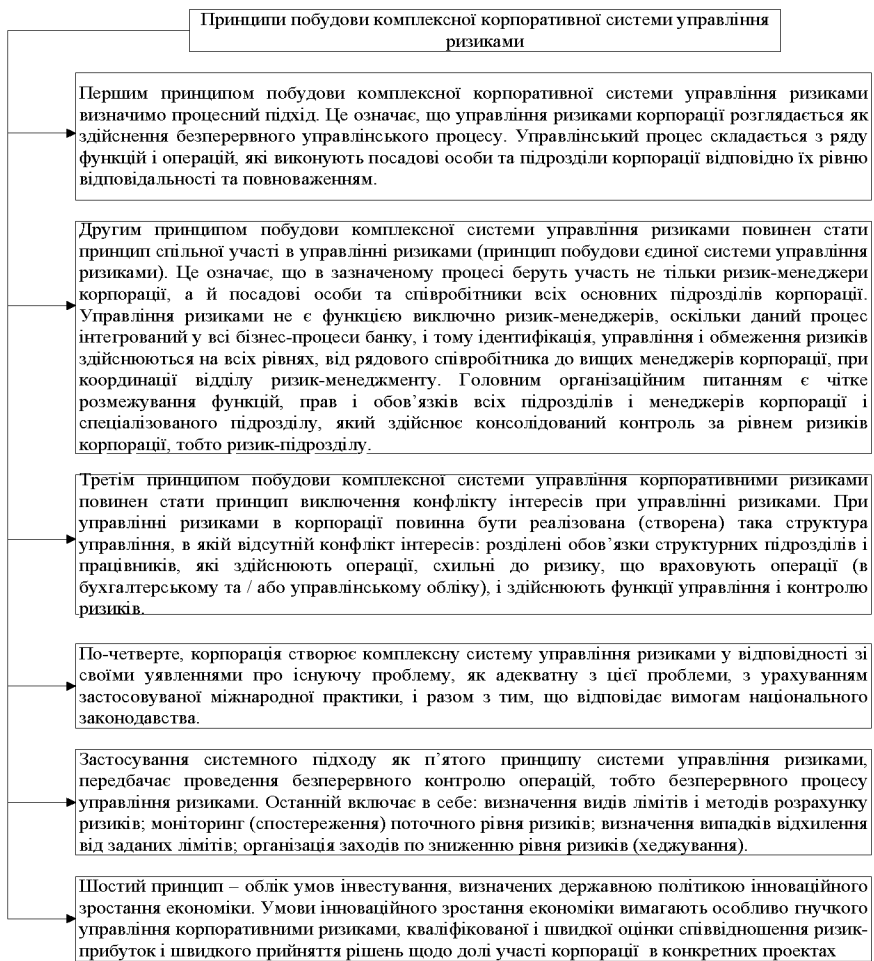 Принципи побудови комплексної корпоративної системи управління
ризиками
Першим принципом побудови комплексної корпоративної системи управління ризиками
визначимо процесний підхід. Це означає, що управління ризиками корпорації розглядається як
здійснення безперервного управлінського процесу. Управлінський процес складається з ряду
функцій і операцій, які виконують посадові особи та підрозділи корпорації відповідно їх рівню
відповідальності та повноваженням.
Другим принципом побудови комплексної системи управління ризиками повинен стати
принцип спільної участі в управлінні ризиками (принцип побудови єдиної системи управління
ризиками). Це означає, що в зазначеному процесі беруть участь не тільки ризик-менеджери
корпорації, а й посадові особи та співробітники всіх основних підрозділів корпорації.
Управління ризиками не є функцією виключно ризик-менеджерів, оскільки даний процес
інтегрований у всі бізнес-процеси банку, і тому ідентифікація, управління і обмеження ризиків
здійснюються на всіх рівнях, від рядового співробітника до вищих менеджерів корпорації, при
координації відділу ризик-менеджменту. Головним організаційним питанням є чітке
розмежування функцій, прав і обов’язків всіх підрозділів і менеджерів корпорації і
спеціалізованого підрозділу, який здійснює консолідований контроль за рівнем ризиків
корпорації, тобто ризик-підрозділу.
Третім принципом побудови комплексної системи управління корпоративними ризиками
повинен стати принцип виключення конфлікту інтересів при управлінні ризиками. При
управлінні ризиками в корпорації повинна бути реалізована (створена) така структура
управління, в якій відсутній конфлікт інтересів: розділені обов’язки структурних підрозділів і
працівників, які здійснюють операції, схильні до ризику, що враховують операції (в
бухгалтерському та / або управлінському обліку), і здійснюють функції управління і контролю
ризиків.
По-четверте, корпорація створює комплексну систему управління ризиками у відповідності зі
своїми уявленнями про існуючу проблему, як адекватну з цієї проблеми, з урахуванням
застосовуваної міжнародної практики, і разом з тим, що відповідає вимогам національного
законодавства.
Застосування системного підходу як п’ятого принципу системи управління ризиками,
передбачає проведення безперервного контролю операцій, тобто безперервного процесу
управління ризиками. Останній включає в себе: визначення видів лімітів і методів розрахунку
ризиків; моніторинг (спостереження) поточного рівня ризиків; визначення випадків відхилення
від заданих лімітів; організація заходів по зниженню рівня ризиків (хеджування).
Шостий принцип – облік умов інвестування, визначених державною політикою інноваційного
зростання економіки. Умови інноваційного зростання економіки вимагають особливо гнучкого
управління корпоративними ризиками, кваліфікованої і швидкої оцінки співвідношення ризик-
прибуток і швидкого прийняття рішень щодо долі участі корпорації в конкретних проектах